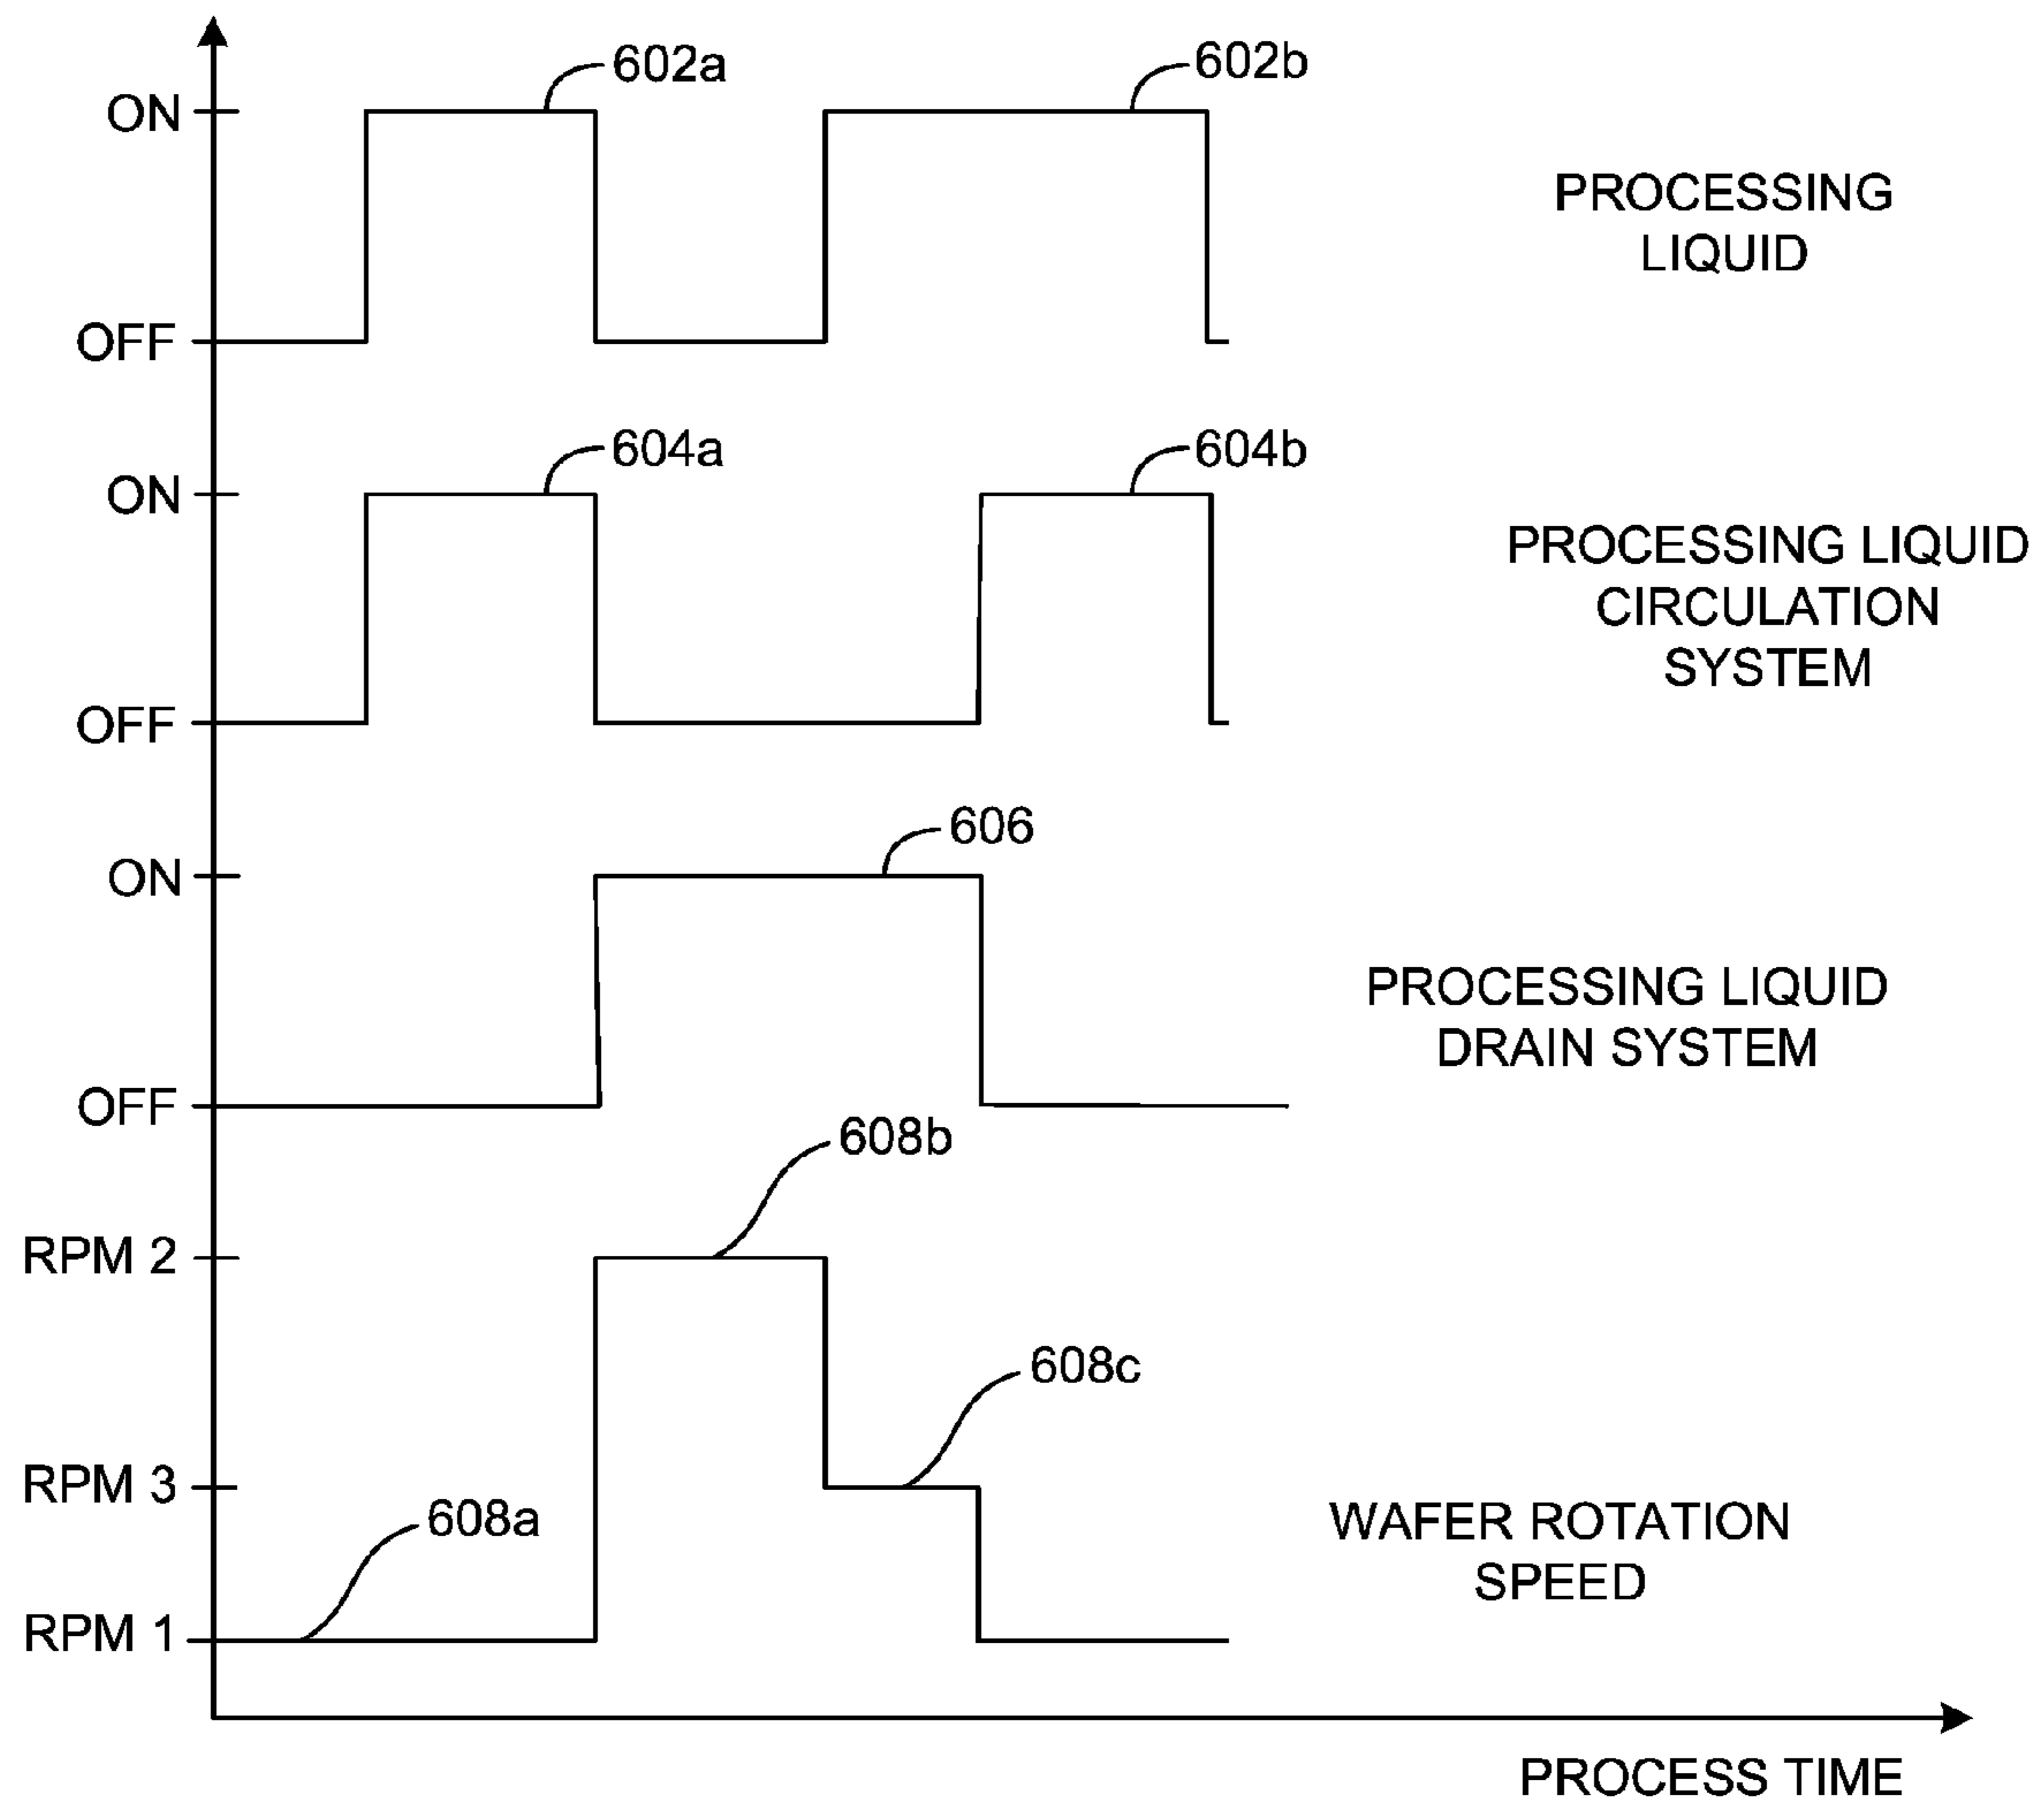 602a
602b
ON
PROCESSING
LIQUID
OFF
604a
604b
ON
PROCESSING LIQUID
CIRCULATION
SYSTEM
OFF
606
ON
PROCESSING LIQUID
DRAIN SYSTEM
OFF
608b
RPM 2
608c
RPM 3
608a
WAFER ROTATION
SPEED
RPM 1
PROCESS TIME